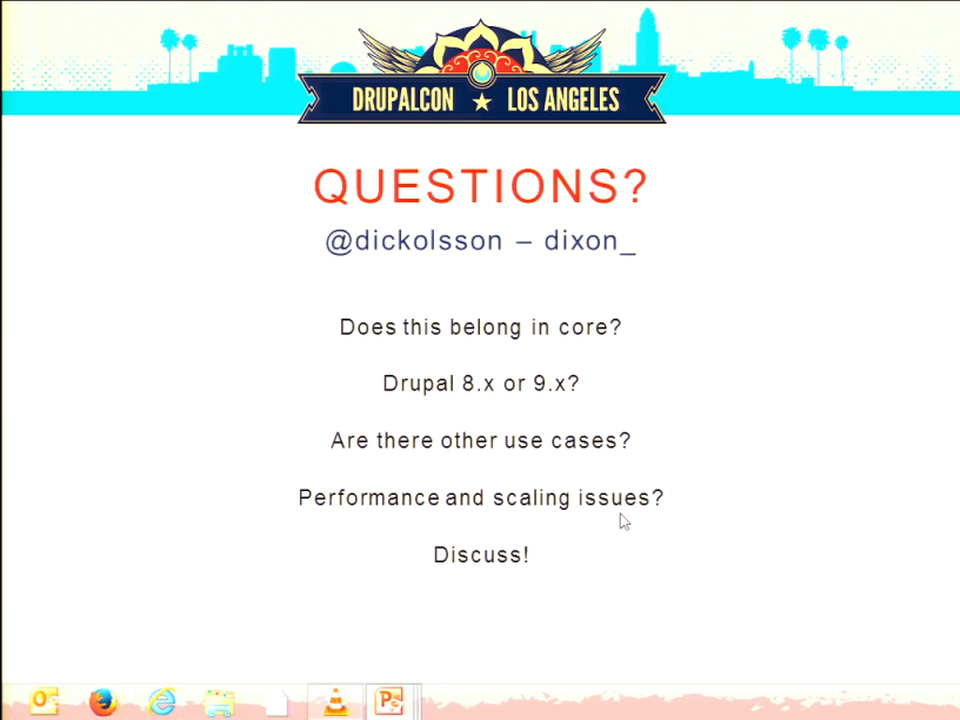 DRUPALCON ★ LOS ANGELES
QUESTIONS?
@dickolsson – dixon_
Does this belong in core?
Drupal 8.x or 9.x?
Are there other use cases?
Performance and scaling issues?
Discuss!